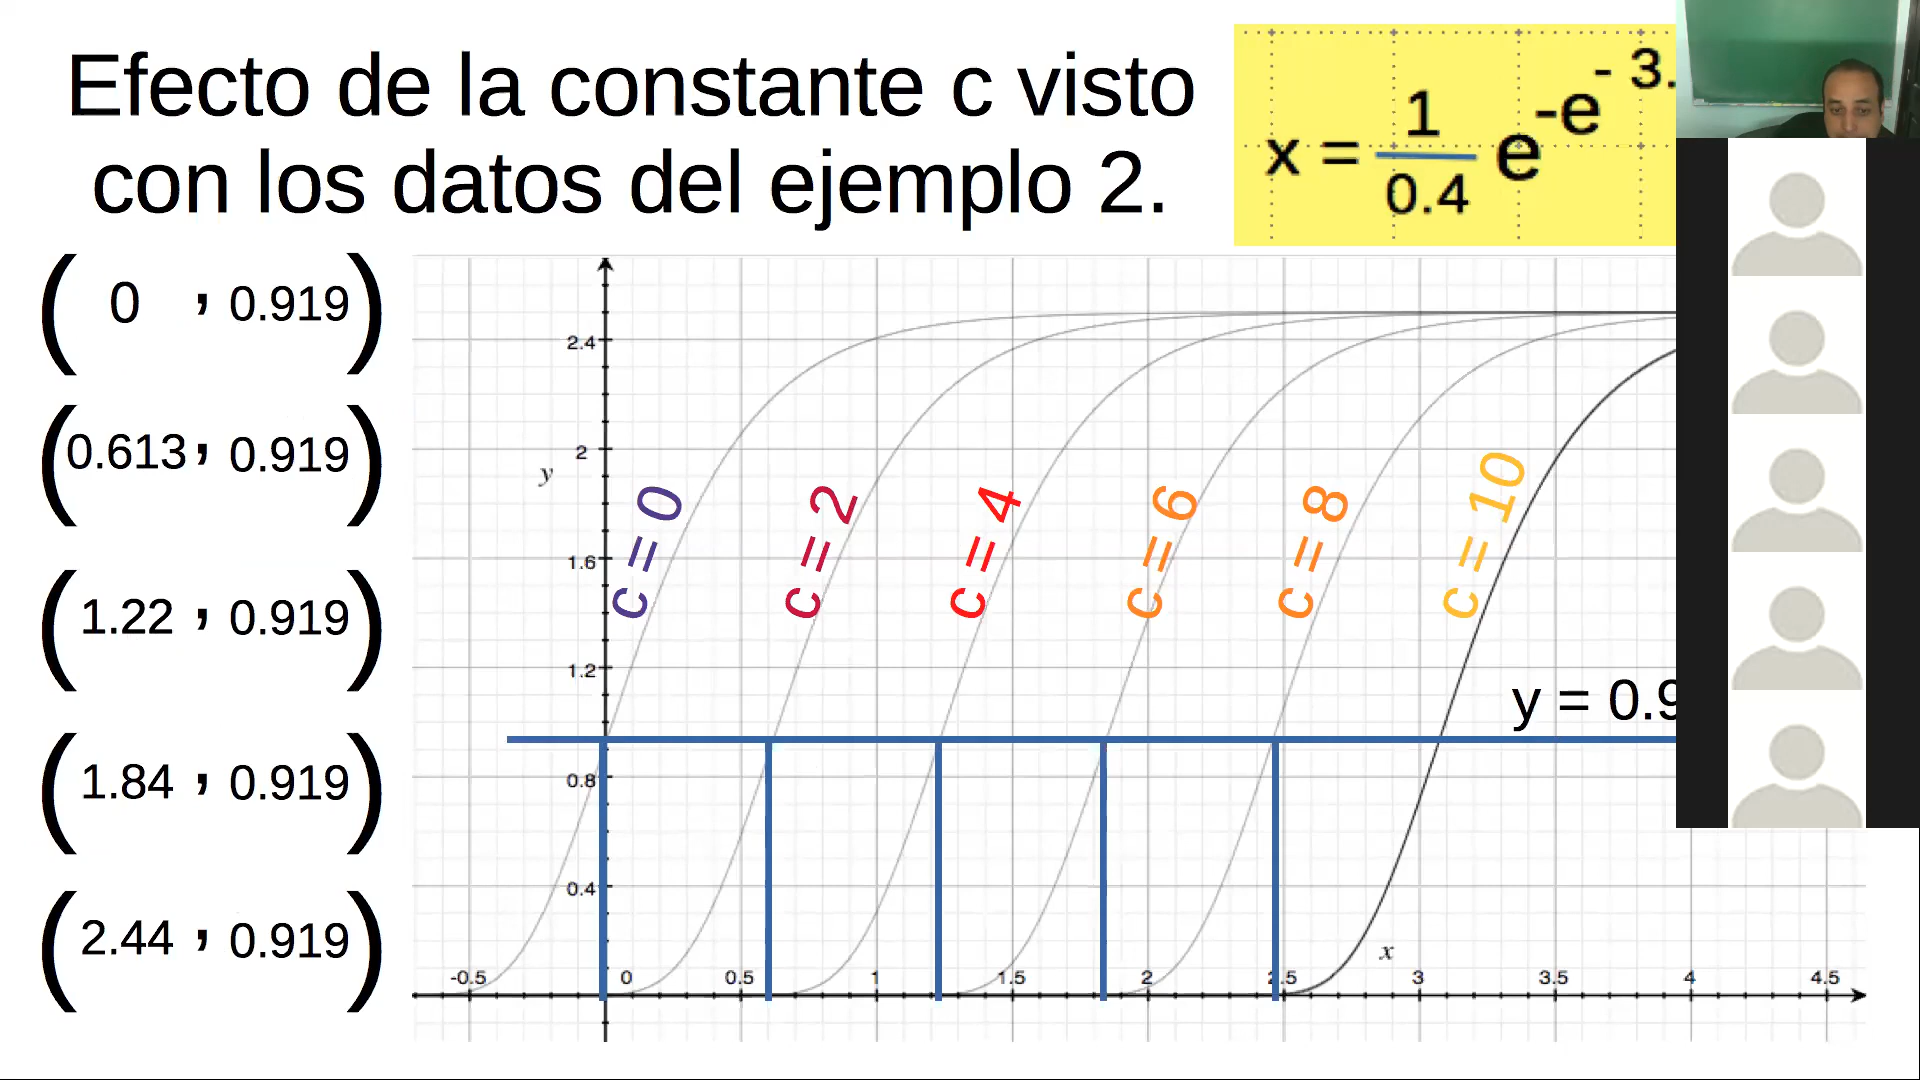 Efecto de la constante c visto
con los datos del ejemplo 2.
x = 1/0.4 e^-e^- 3.
( 0 , 0.919 )
( 0.613 , 0.919 )
( 1.22 , 0.919 )
( 1.84 , 0.919 )
( 2.44 , 0.919 )
y
2.4
2
1.6
1.2
0.8
0.4
c = 0
c = 2
c = 4
c = 6
c = 8
c = 10
y = 0.9
x
-0.5 0 0.5 1 1.5 2 2.5 3 3.5 4 4.5